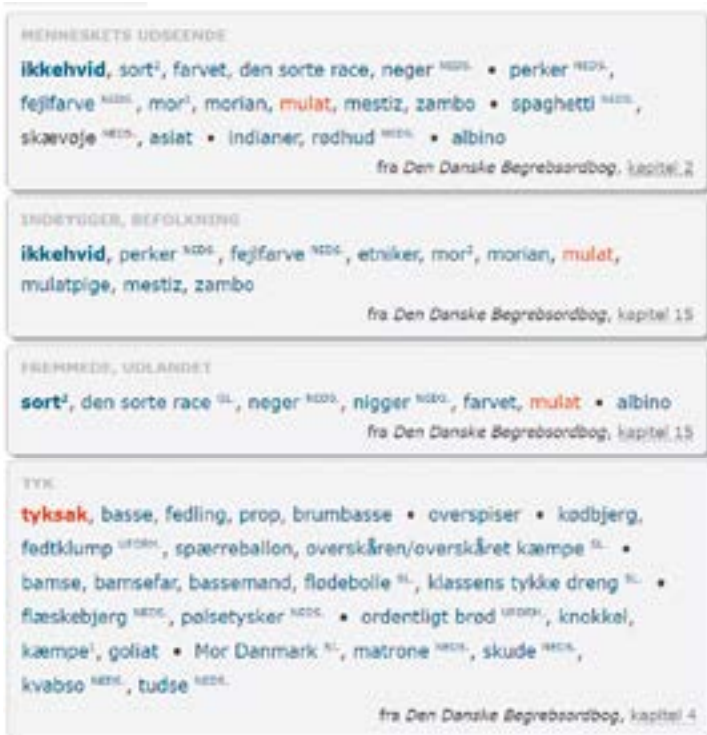 MENNESKETS UDSEENDE
ikkehvid, sort², farvet, den sorte race, neger NEDS. • perker NEDS.,
fejlfarve NEDS., mor², morian, mulat, mestiz, zambo • spaghetti NEDS.,
skævøje NEDS., asiat • indianer, rødhud NEDS. • albino
fra Den Danske Begrebsordbog, kapitel 2
INDBYGGER, BEFOLKNING
ikkehvid, perker NEDS., fejlfarve NEDS., etniker, mor², morian, mulat,
mulatpige, mestiz, zambo
fra Den Danske Begrebsordbog, kapitel 15
FREMMEDE, UDLANDET
sort², den sorte race GL., neger NEDS., nigger NEDS., farvet, mulat • albino
fra Den Danske Begrebsordbog, kapitel 15
TYK
tyksak, basse, fedling, prop, brumbasse • overspiser • kødbjerg,
fedtklump UFORM., spærreballon, overskåren/overskåret kæmpe SL. •
bamse, bamsefar, bassemand, flødebolle SL., klassens tykke dreng SL. •
flæskebjerg NEDS., pølsetysker NEDS. • ordentligt brød UFORM., knokkel,
kæmpe¹, goliat • Mor Danmark SL., matrone NEDS., skude NEDS.,
kvabso NEDS., tudse NEDS.
fra Den Danske Begrebsordbog, kapitel 4